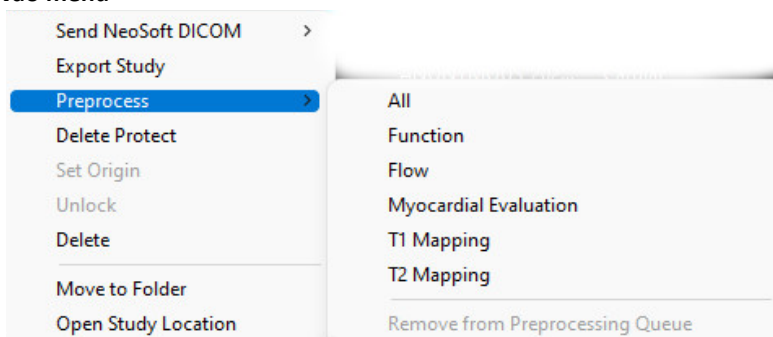 Send NeoSoft DICOM >
Export Study
Preprocess >
Delete Protect
Set Origin
Unlock
Delete
Move to Folder
Open Study Location
All
Function
Flow
Myocardial Evaluation
T1 Mapping
T2 Mapping
Remove from Preprocessing Queue